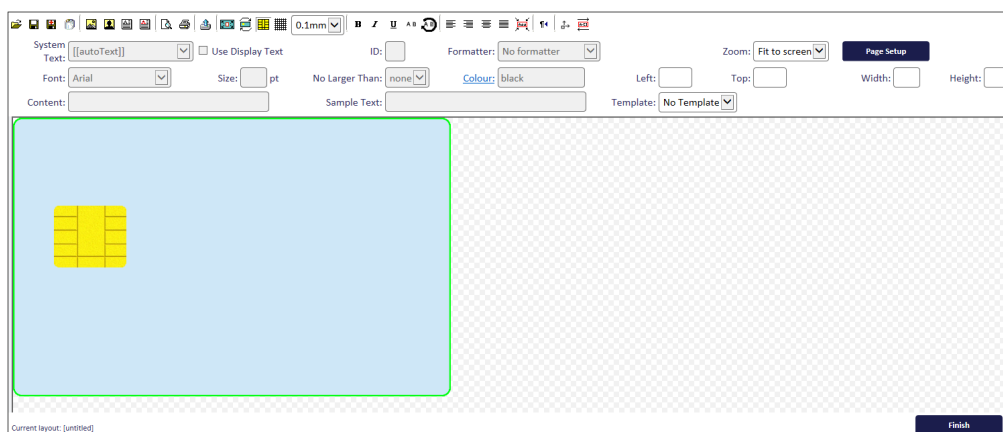 0.1mm B I U A B A B ABC ABC
System Text: [[autoText]] Use Display Text ID: Formatter: No formatter Zoom: Fit to screen Page Setup
Font: Arial Size: pt No Larger Than: none Colour: black Left: Top: Width: Height:
Content: Sample Text: Template: No Template
Current layout: [untitled] Finish